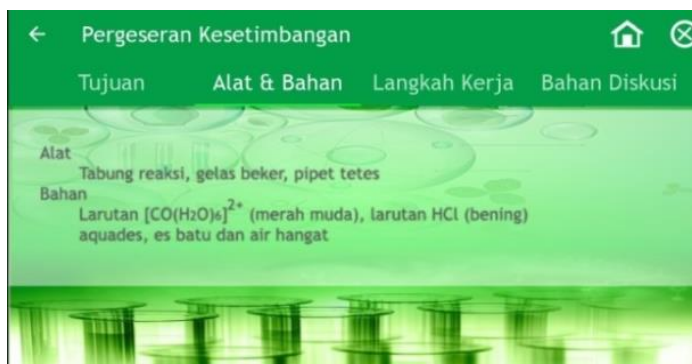 Pergeseran Kesetimbangan
Tujuan Alat & Bahan Langkah Kerja Bahan Diskusi
Alat
Tabung reaksi, gelas beker, pipet tetes
Bahan
Larutan [CO(H₂O)₆]²⁺ (merah muda), larutan HCl (bening)
aquades, es batu dan air hangat